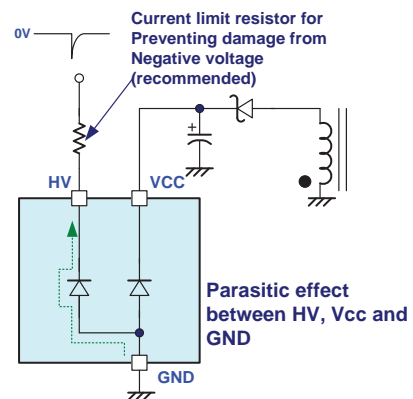 Current limit resistor for
Preventing damage from
Negative voltage
(recommended)
0V
+
HV
VCC
Parasitic effect
between HV, Vcc and
GND
GND